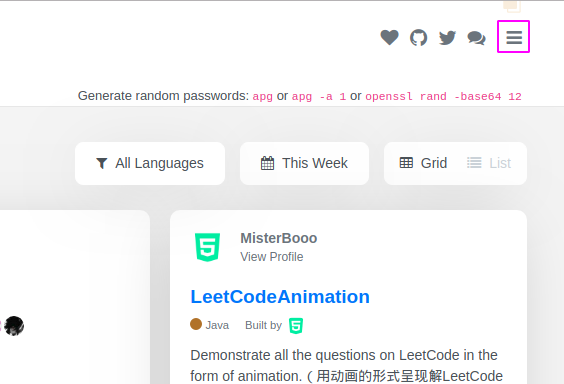 Generate random passwords: apg or apg -a 1 or openssl rand -base64 12
All Languages
This Week
Grid
List
MisterBooo
View Profile
LeetCodeAnimation
Java Built by
Demonstrate all the questions on LeetCode in the
form of animation.（用动画的形式呈现解LeetCode